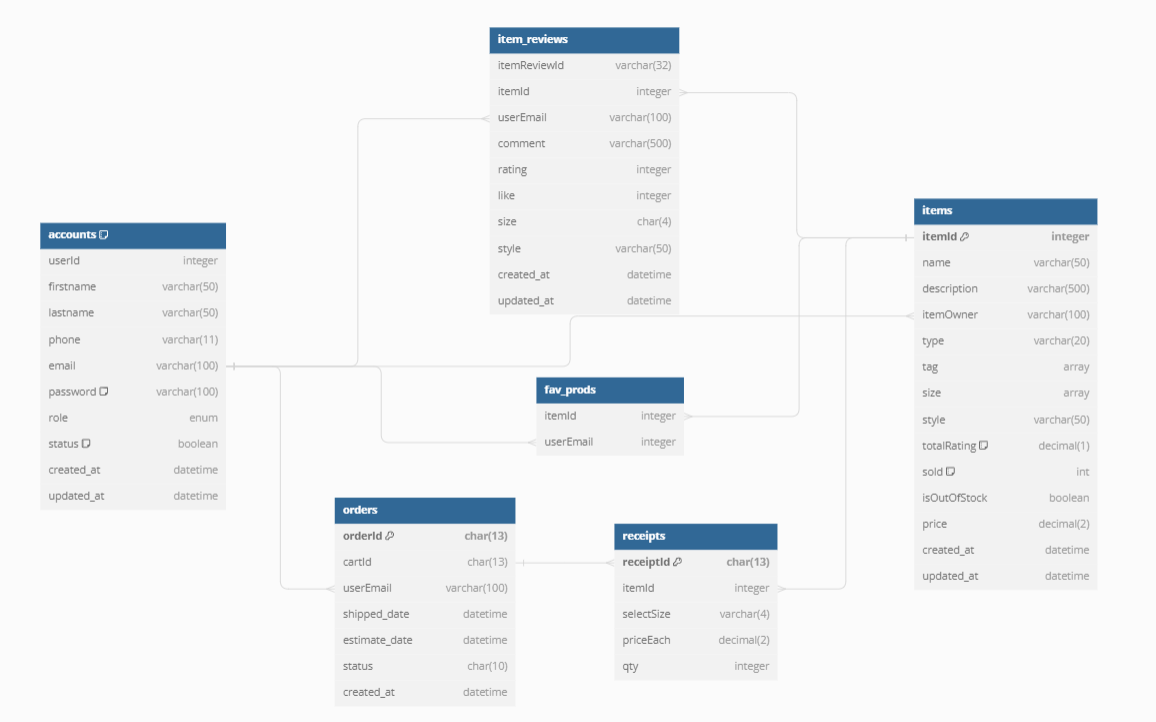 item_reviews
itemReviewId varchar(32)
itemId integer
userEmail varchar(100)
comment varchar(500)
rating integer
like integer
size char(4)
style varchar(50)
created_at datetime
updated_at datetime
accounts
userId integer
firstname varchar(50)
lastname varchar(50)
phone varchar(11)
email varchar(100)
password varchar(100)
role enum
status boolean
created_at datetime
updated_at datetime
items
itemId integer
name varchar(50)
description varchar(500)
itemOwner varchar(100)
type varchar(20)
tag array
size array
style varchar(50)
totalRating decimal(1)
sold int
isOutOfStock boolean
price decimal(2)
created_at datetime
updated_at datetime
fav_prods
itemId integer
userEmail integer
orders
orderId char(13)
cartId char(13)
userEmail varchar(100)
shipped_date datetime
estimate_date datetime
status char(10)
created_at datetime
receipts
receiptId char(13)
itemId integer
selectSize varchar(4)
priceEach decimal(2)
qty integer